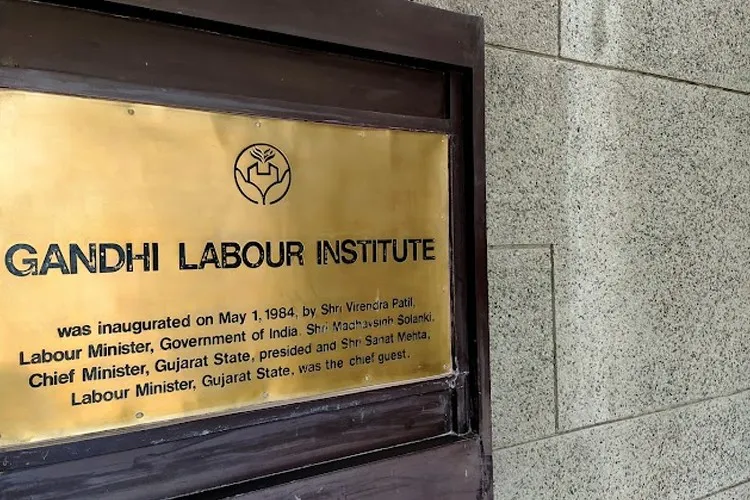 GANDHI LABOUR INSTITUTE
was inaugurated on May 1, 1984, by Shri Virendra Patil,
Labour Minister, Government of India. Shri Madhavsinh Solanki,
Chief Minister, Gujarat State, presided and Shri Sanat Mehta,
Labour Minister, Gujarat State, was the chief guest.